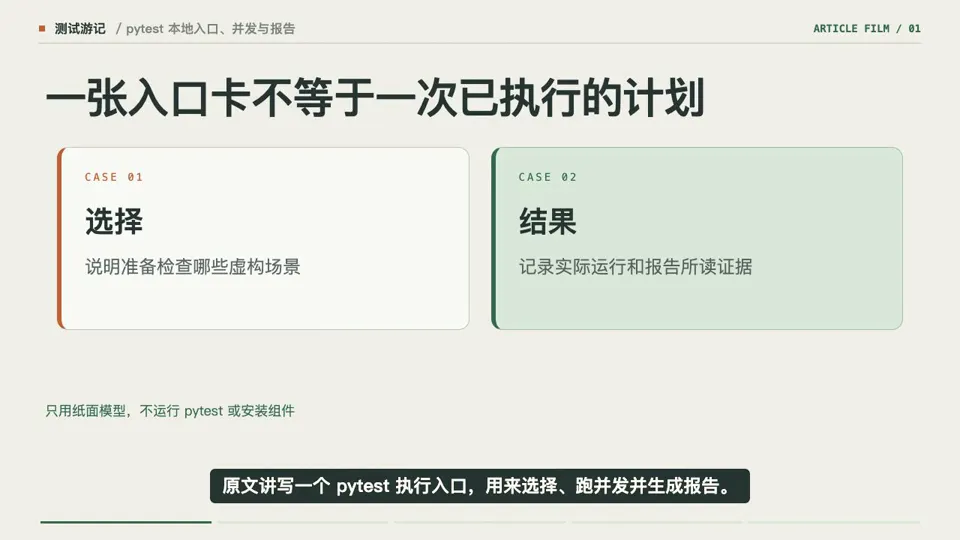 测试游记 / pytest 本地入口、并发与报告
ARTICLE FILM / 01
一张入口卡不等于一次已执行的计划
CASE 01
选择
说明准备检查哪些虚构场景
CASE 02
结果
记录实际运行和报告所读证据
只用纸面模型，不运行 pytest 或安装组件
原文讲写一个 pytest 执行入口，用来选择、跑并发并生成报告。